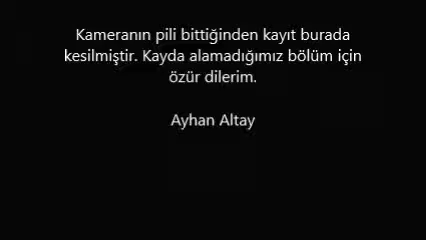 Kameranın pili bittiğinden kayıt burada
kesilmiştir. Kayda alamadığımız bölüm için
özür dilerim.
Ayhan Altay